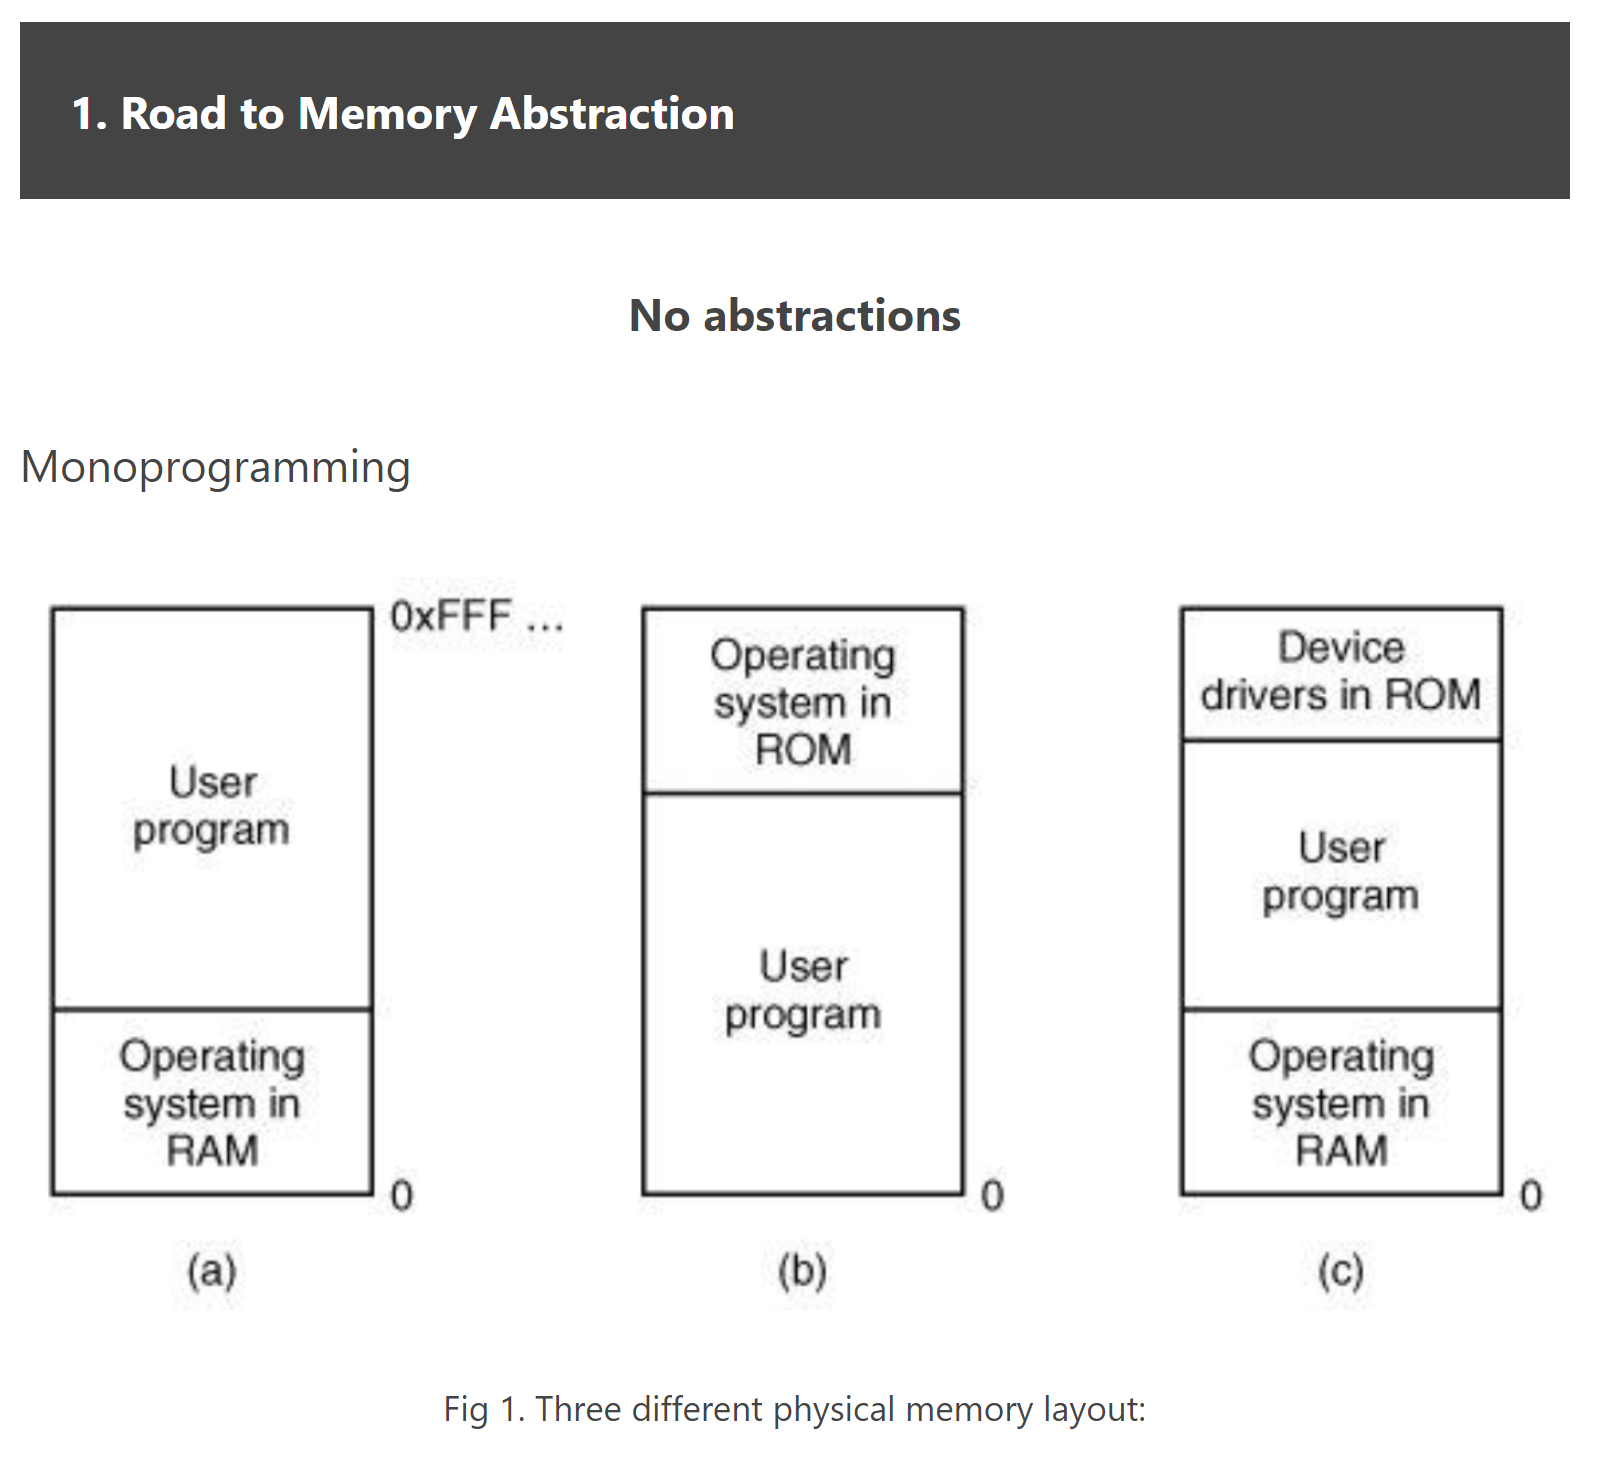 1. Road to Memory Abstraction
No abstractions
Monoprogramming
0xFFF ...
User
program
Operating
system in
RAM
0
(a)
Operating
system in
ROM
User
program
0
(b)
Device
drivers in ROM
User
program
Operating
system in
RAM
0
(c)
Fig 1. Three different physical memory layout: